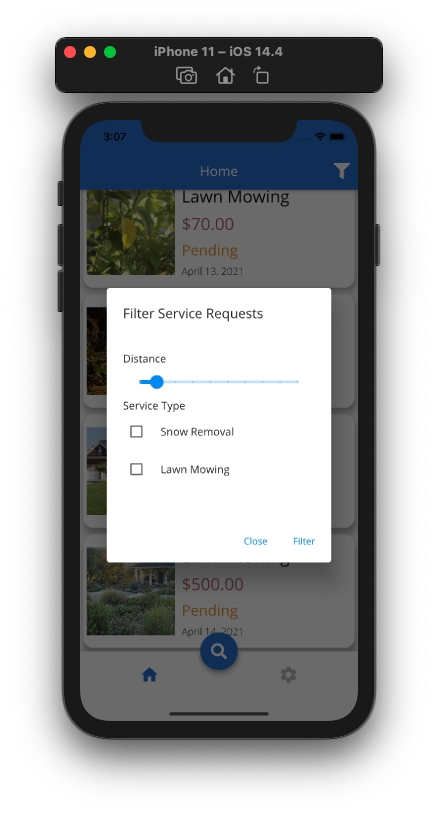 iPhone 11 – iOS 14.4
3:07
Home
Lawn Mowing
$70.00
Pending
April 13, 2021
Filter Service Requests
Distance
Service Type
Snow Removal
Lawn Mowing
Close
Filter
$500.00
Pending
April 14, 2021